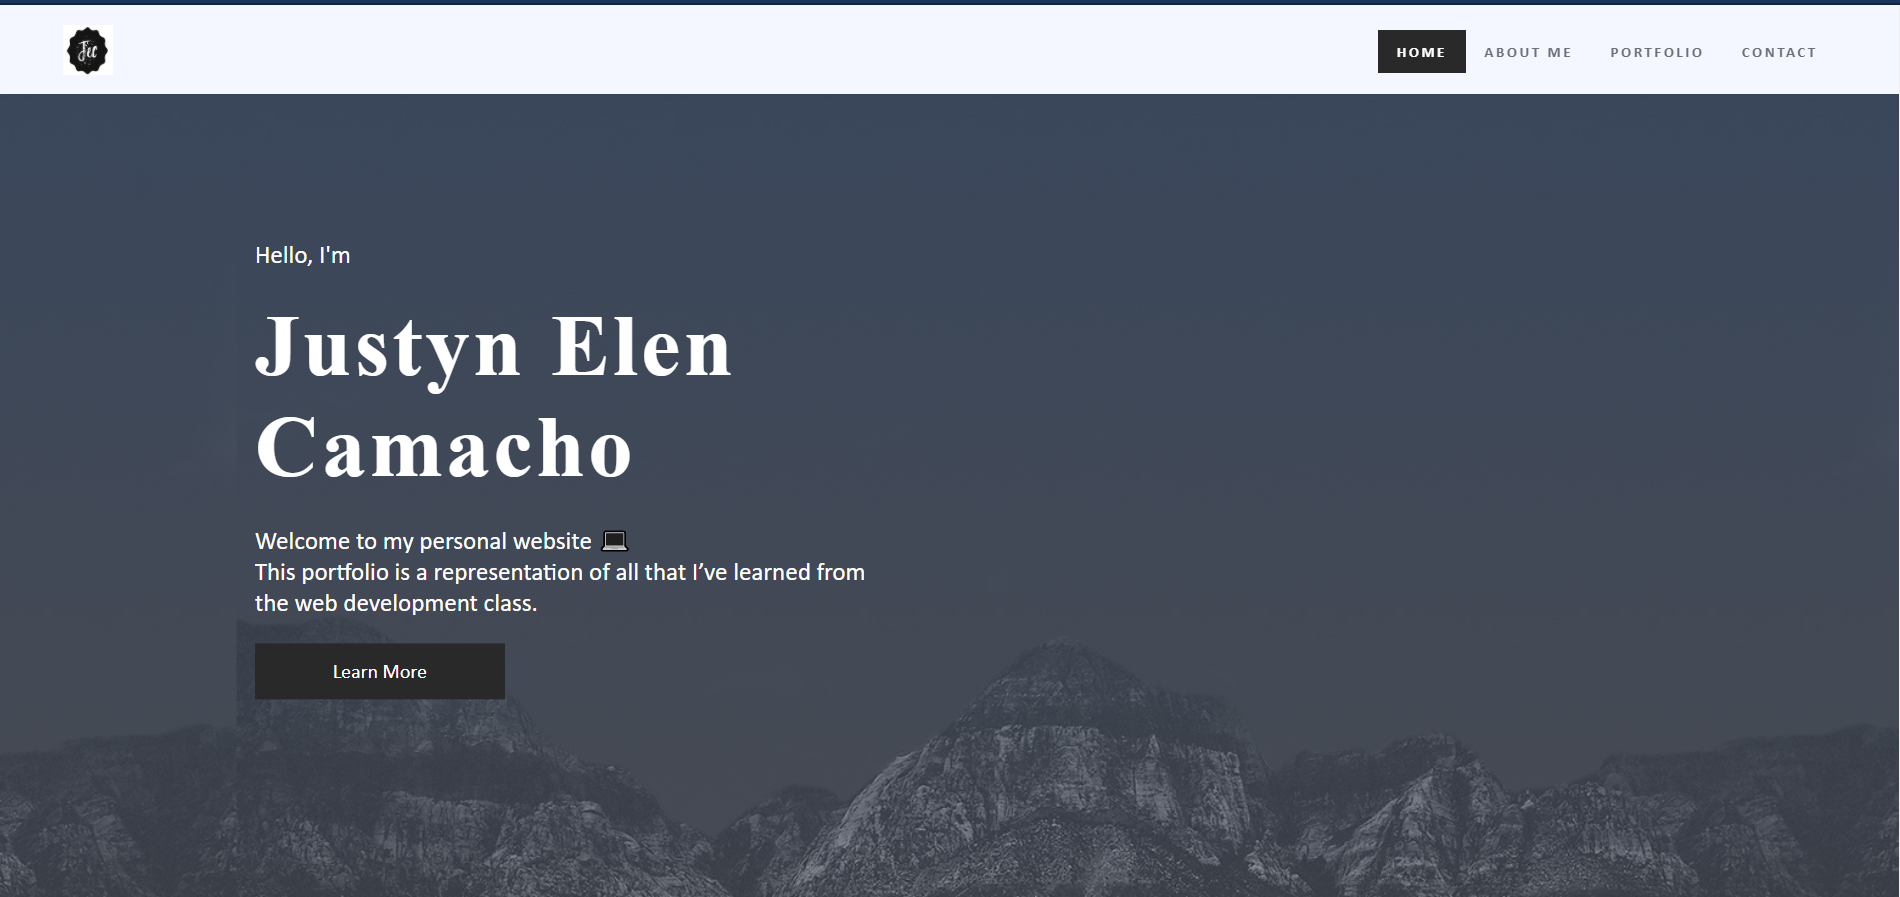 Jec
HOME
ABOUT ME
PORTFOLIO
CONTACT
Hello, I'm
Justyn Elen
Camacho
Welcome to my personal website 💻
This portfolio is a representation of all that I’ve learned from
the web development class.
Learn More